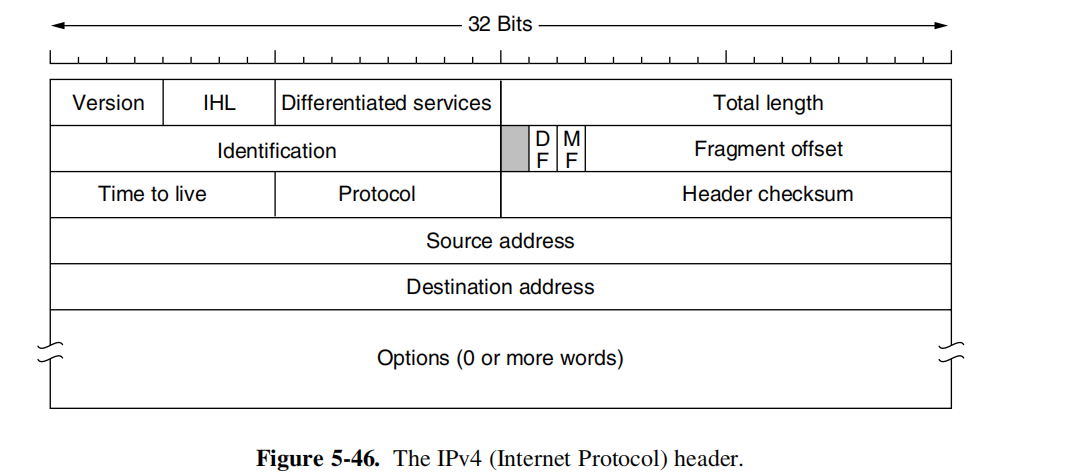 32 Bits
Version IHL Differentiated services Total length
Identification D F M F Fragment offset
Time to live Protocol Header checksum
Source address
Destination address
Options (0 or more words)
Figure 5-46. The IPv4 (Internet Protocol) header.